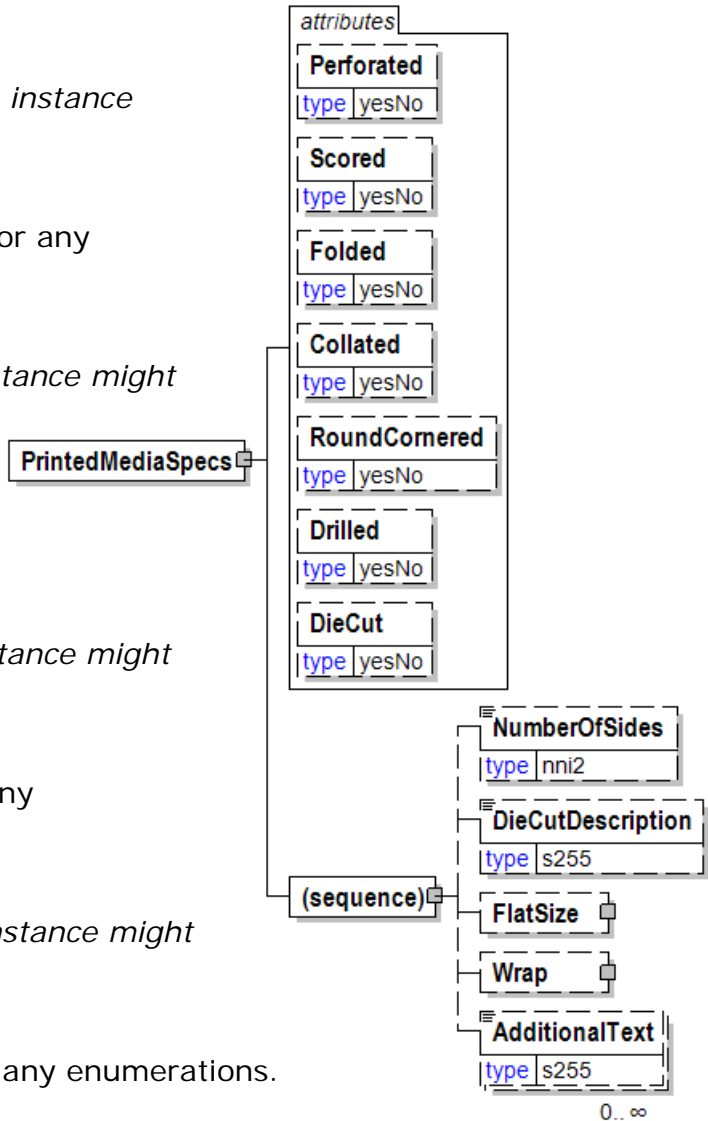 attributes
Perforated
type yesNo
instance
Scored
type yesNo
or any
Folded
type yesNo
Collated
tance might
type yesNo
RoundCornered
PrintedMediaSpecs
type yesNo
Drilled
type yesNo
DieCut
tance might
type yesNo
NumberOfSides
type nni2
ny
DieCutDescription
type s255
(sequence)
FlatSize
nstance might
Wrap
AdditionalText
any enumerations.
type s255
0.. ∞